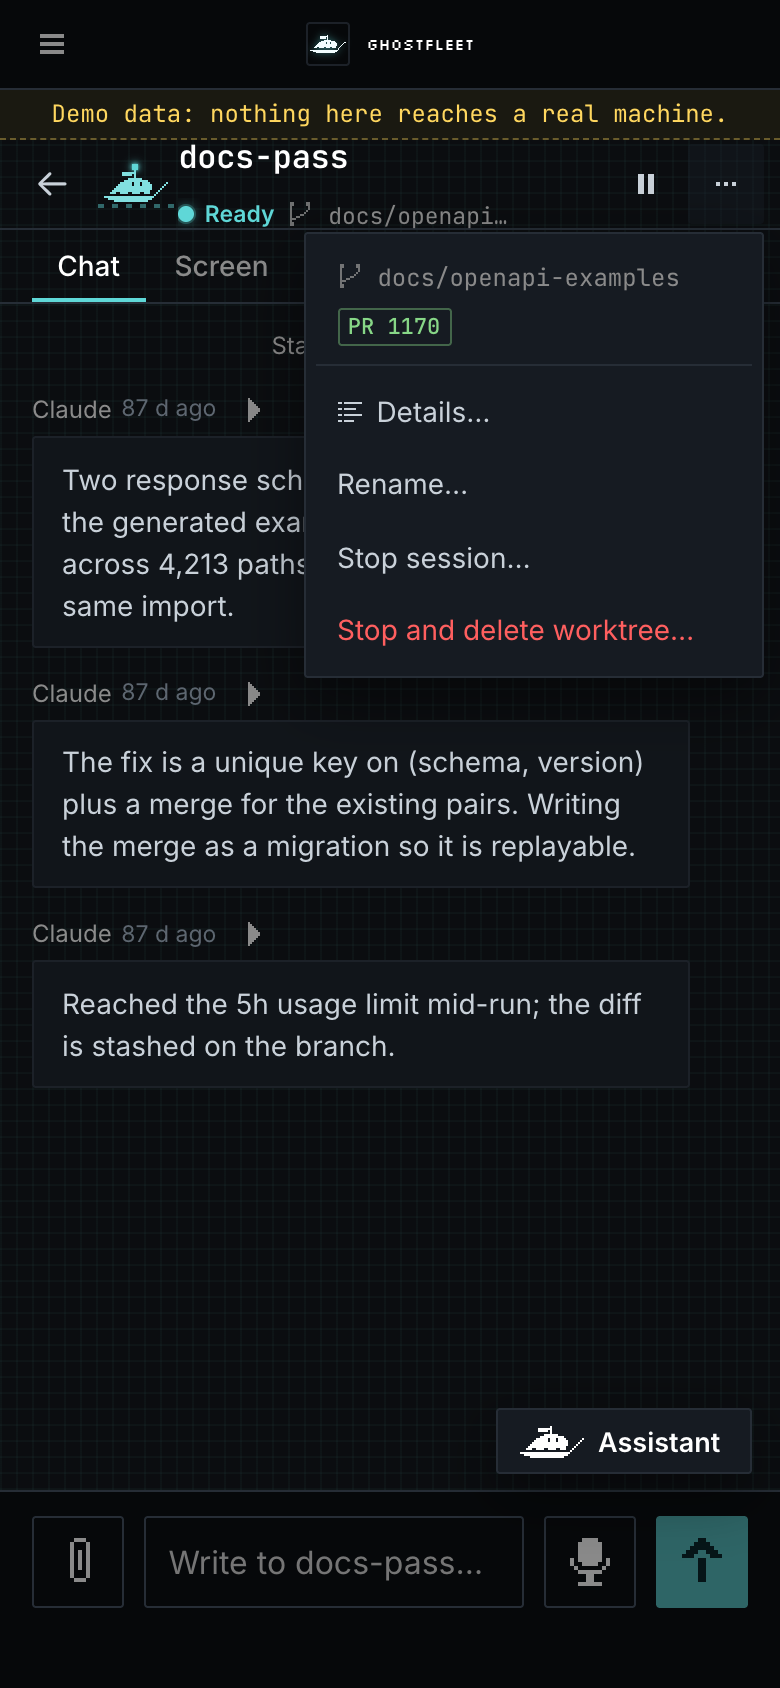 GHOSTFLEET
Demo data: nothing here reaches a real machine.
docs-pass
Ready docs/openapi…
Chat Screen
docs/openapi-examples
PR 1170
Details...
Rename...
Stop session...
Stop and delete worktree...
Claude 87 d ago
Two response
the generated
across 4,213 paths
same import.
Claude 87 d ago
The fix is a unique key on (schema, version)
plus a merge for the existing pairs. Writing
the merge as a migration so it is replayable.
Claude 87 d ago
Reached the 5h usage limit mid-run; the diff
is stashed on the branch.
Assistant
Write to docs-pass...